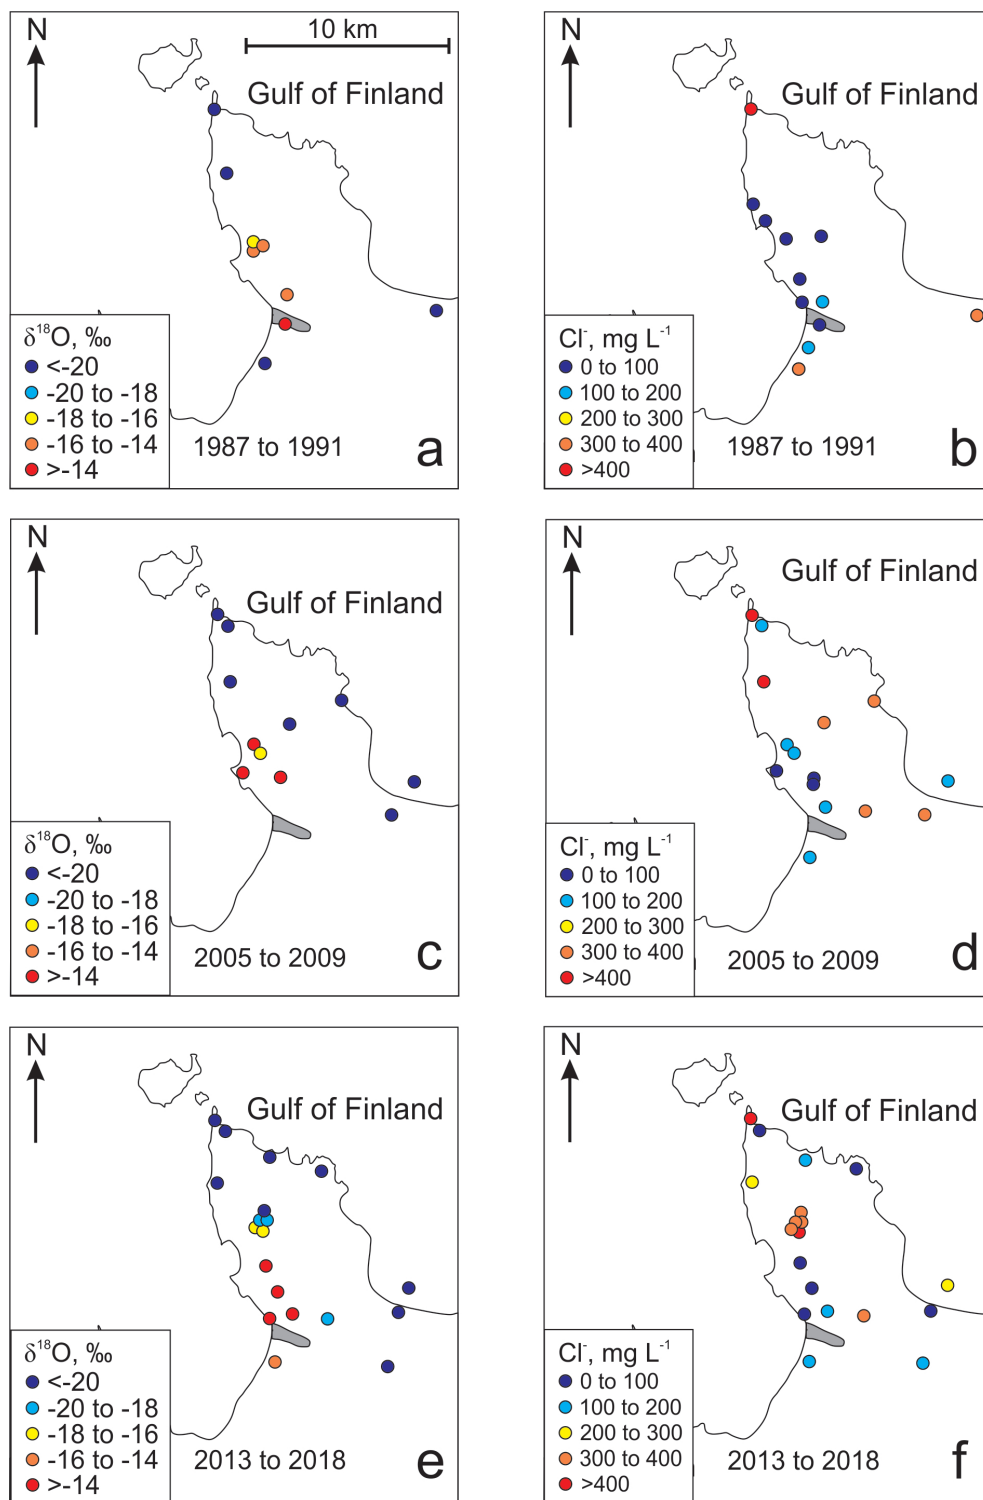 N
10 km
Gulf of Finland
δ¹⁸O, ‰
<-20
-20 to -18
-18 to -16
-16 to -14
>-14
1987 to 1991
a
N
Gulf of Finland
Cl⁻, mg L⁻¹
0 to 100
100 to 200
200 to 300
300 to 400
>400
1987 to 1991
b
N
Gulf of Finland
δ¹⁸O, ‰
<-20
-20 to -18
-18 to -16
-16 to -14
>-14
2005 to 2009
c
N
Gulf of Finland
Cl⁻, mg L⁻¹
0 to 100
100 to 200
200 to 300
300 to 400
>400
2005 to 2009
d
N
Gulf of Finland
δ¹⁸O, ‰
<-20
-20 to -18
-18 to -16
-16 to -14
>-14
2013 to 2018
e
N
Gulf of Finland
Cl⁻, mg L⁻¹
0 to 100
100 to 200
200 to 300
300 to 400
>400
2013 to 2018
f